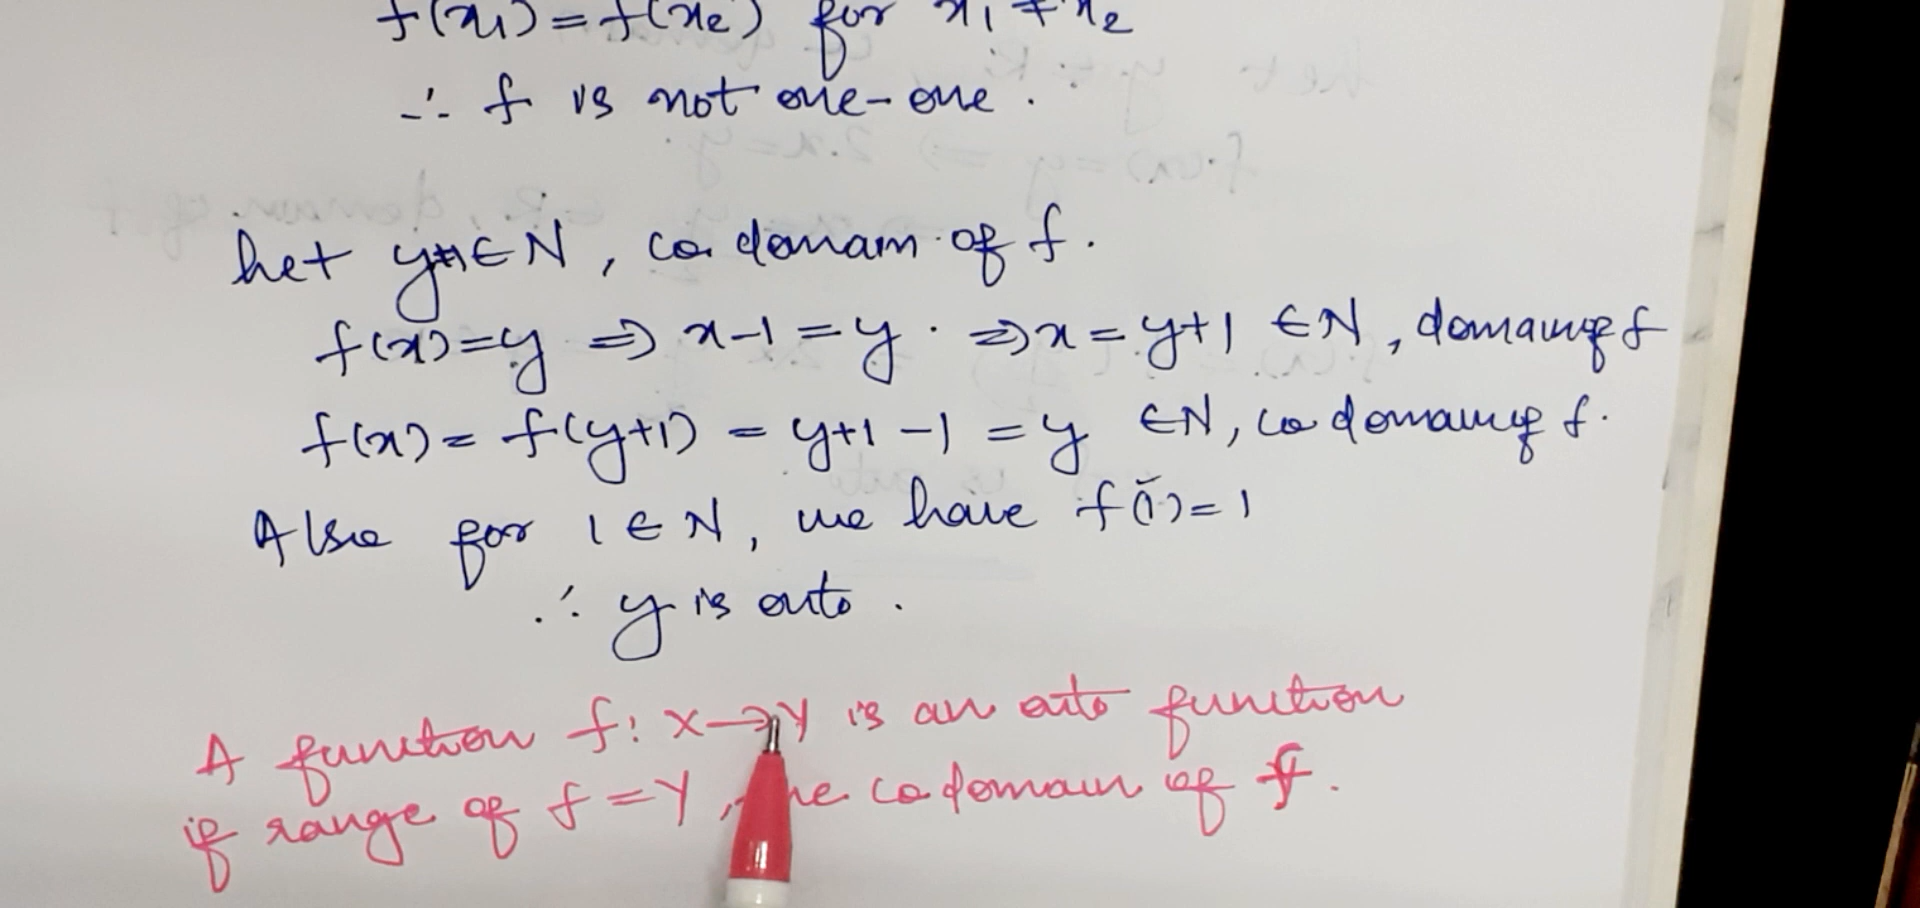 f(x₁) = f(x₂) for x₁ ≠ x₂
∴ f is not one-one.
Let y ∈ N, co domain of f.
f(x)=y ⇒ x-1 = y. ⇒ x = y+1 ∈ N, domain of f
f(x) = f(y+1) = y+1-1 = y ∈ N, co domain of f.
Also for 1 ∈ N, we have f(1)=1
∴ y is onto.
A function f: X→Y is an onto function
if range of f = Y, the co domain of f.